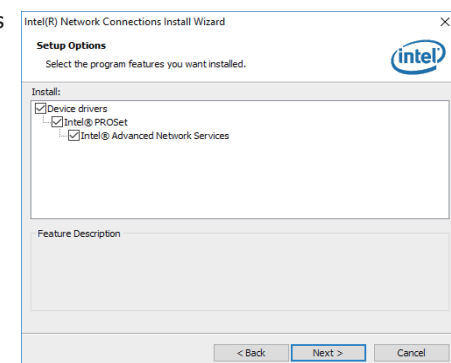 s
Intel(R) Network Connections Install Wizard
Setup Options
Select the program features you want installed.
intel
Install:
Device drivers
Intel® PROSet
Intel® Advanced Network Services
Feature Description
< Back Next > Cancel